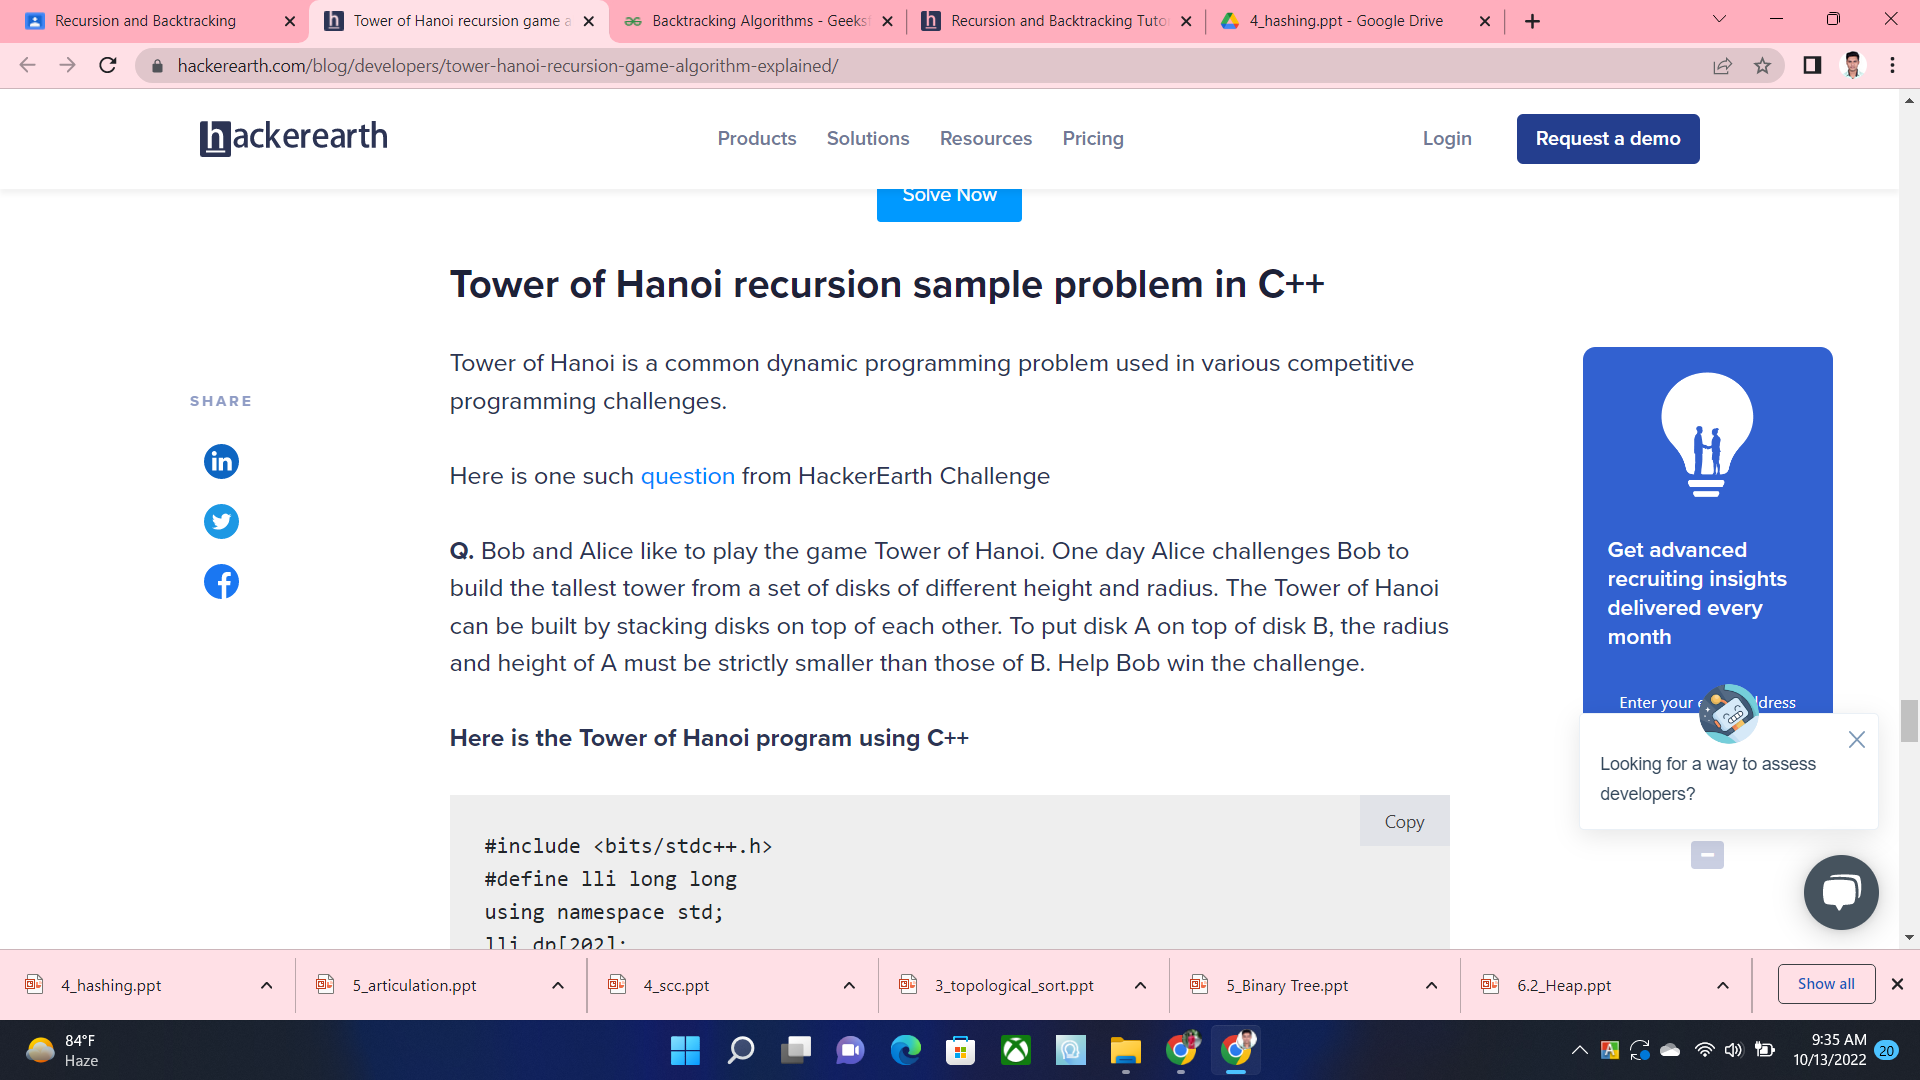 Recursion and Backtracking
Tower of Hanoi recursion game a
Backtracking Algorithms - Geeksf
Recursion and Backtracking Tuto
4_hashing.ppt - Google Drive
hackerearth.com/blog/developers/tower-hanoi-recursion-game-algorithm-explained/
hackerearth
Products
Solutions
Resources
Pricing
Login
Request a demo
Solve Now
Tower of Hanoi recursion sample problem in C++
Tower of Hanoi is a common dynamic programming problem used in various competitive
programming challenges.
SHARE
Here is one such question from HackerEarth Challenge
Q. Bob and Alice like to play the game Tower of Hanoi. One day Alice challenges Bob to
build the tallest tower from a set of disks of different height and radius. The Tower of Hanoi
can be built by stacking disks on top of each other. To put disk A on top of disk B, the radius
and height of A must be strictly smaller than those of B. Help Bob win the challenge.
Here is the Tower of Hanoi program using C++
Copy
#include <bits/stdc++.h>
#define lli long long
using namespace std;
lli dp[202];
Get advanced
recruiting insights
delivered every
month
Enter your e dress
Looking for a way to assess
developers?
4_hashing.ppt
5_articulation.ppt
4_scc.ppt
3_topological_sort.ppt
5_Binary Tree.ppt
6.2_Heap.ppt
Show all
84°F
Haze
9:35 AM
10/13/2022
20